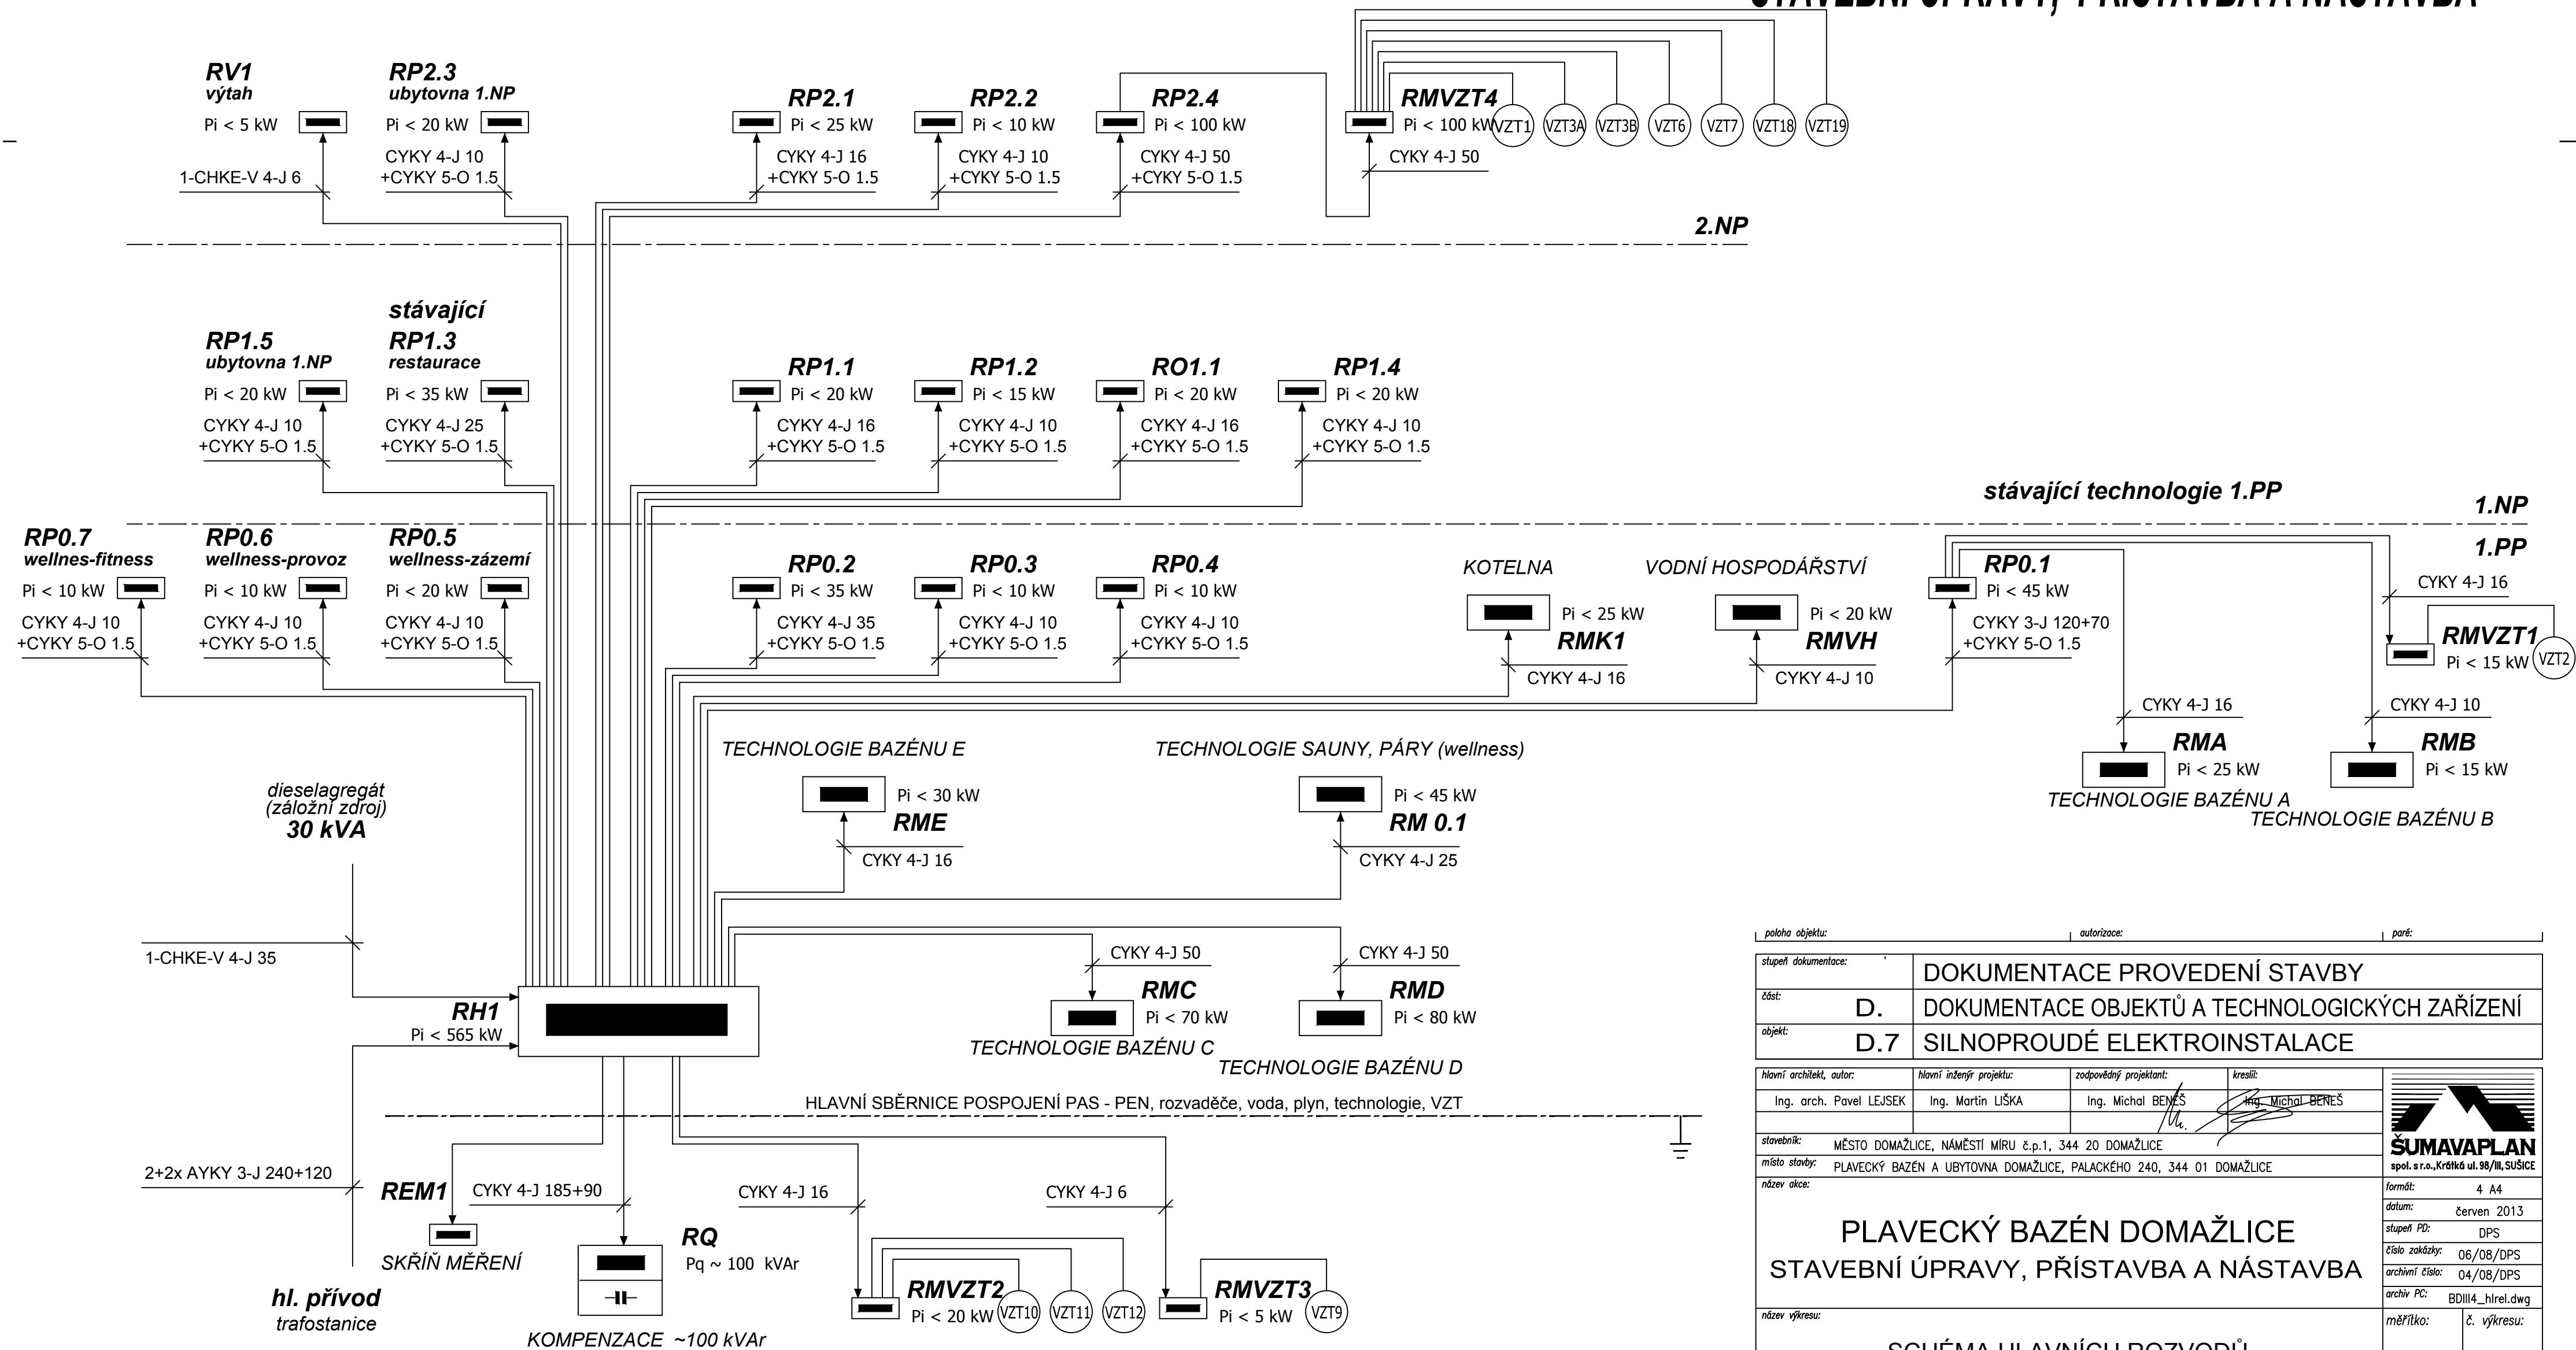 STAVEBNÍ ÚPRAVY, PŘÍSTAVBA A NÁSTAVBA
RV1
výtah
Pi < 5 kW
1-CHKE-V 4-J 6
RP2.3
ubytovna 1.NP
Pi < 20 kW
CYKY 4-J 10
+CYKY 5-O 1.5
RP2.1
Pi < 25 kW
CYKY 4-J 16
+CYKY 5-O 1.5
RP2.2
Pi < 10 kW
CYKY 4-J 10
+CYKY 5-O 1.5
RP2.4
Pi < 100 kW
CYKY 4-J 50
+CYKY 5-O 1.5
RMVZT4
Pi < 100 kW
CYKY 4-J 50
VZT1
VZT3A
VZT3B
VZT6
VZT7
VZT18
VZT19
2.NP
RP1.5
ubytovna 1.NP
Pi < 20 kW
CYKY 4-J 10
+CYKY 5-O 1.5
stávající
RP1.3
restaurace
Pi < 35 kW
CYKY 4-J 25
+CYKY 5-O 1.5
RP1.1
Pi < 20 kW
CYKY 4-J 16
+CYKY 5-O 1.5
RP1.2
Pi < 15 kW
CYKY 4-J 10
+CYKY 5-O 1.5
RO1.1
Pi < 20 kW
CYKY 4-J 16
+CYKY 5-O 1.5
RP1.4
Pi < 20 kW
CYKY 4-J 10
+CYKY 5-O 1.5
stávající technologie 1.PP
1.NP
1.PP
RP0.7
wellnes-fitness
Pi < 10 kW
CYKY 4-J 10
+CYKY 5-O 1.5
RP0.6
wellness-provoz
Pi < 10 kW
CYKY 4-J 10
+CYKY 5-O 1.5
RP0.5
wellness-zázemí
Pi < 20 kW
CYKY 4-J 10
+CYKY 5-O 1.5
RP0.2
Pi < 35 kW
CYKY 4-J 35
+CYKY 5-O 1.5
RP0.3
Pi < 10 kW
CYKY 4-J 10
+CYKY 5-O 1.5
RP0.4
Pi < 10 kW
CYKY 4-J 10
+CYKY 5-O 1.5
KOTELNA
Pi < 25 kW
RMK1
CYKY 4-J 16
VODNÍ HOSPODÁŘSTVÍ
Pi < 20 kW
RMVH
CYKY 4-J 10
RP0.1
Pi < 45 kW
CYKY 3-J 120+70
+CYKY 5-O 1.5
CYKY 4-J 16
RMVZT1
Pi < 15 kW
VZT2
CYKY 4-J 16
RMA
Pi < 25 kW
TECHNOLOGIE BAZÉNU A
CYKY 4-J 10
RMB
Pi < 15 kW
TECHNOLOGIE BAZÉNU B
TECHNOLOGIE BAZÉNU E
Pi < 30 kW
RME
CYKY 4-J 16
TECHNOLOGIE SAUNY, PÁRY (wellness)
Pi < 45 kW
RM 0.1
CYKY 4-J 25
dieselagregát
(záložní zdroj)
30 kVA
1-CHKE-V 4-J 35
RH1
Pi < 565 kW
CYKY 4-J 50
RMC
Pi < 70 kW
TECHNOLOGIE BAZÉNU C
CYKY 4-J 50
RMD
Pi < 80 kW
TECHNOLOGIE BAZÉNU D
HLAVNÍ SBĚRNICE POSPOJENÍ PAS - PEN, rozvaděče, voda, plyn, technologie, VZT
2+2x AYKY 3-J 240+120
hl. přívod
trafostanice
REM1
SKŘÍŇ MĚŘENÍ
CYKY 4-J 185+90
RQ
Pq ~ 100 kVAr
KOMPENZACE ~100 kVAr
CYKY 4-J 16
RMVZT2
Pi < 20 kW
VZT10
VZT11
VZT12
CYKY 4-J 6
RMVZT3
Pi < 5 kW
VZT9
poloha objektu:
autorizace:
paré:
stupeň dokumentace:
DOKUMENTACE PROVEDENÍ STAVBY
část:
D.
DOKUMENTACE OBJEKTŮ A TECHNOLOGICKÝCH ZAŘÍZENÍ
objekt:
D.7
SILNOPROUDÉ ELEKTROINSTALACE
hlavní architekt, autor:
hlavní inženýr projektu:
zodpovědný projektant:
kreslil:
Ing. arch. Pavel LEJSEK
Ing. Martin LIŠKA
Ing. Michal BENEŠ
Ing. Michal BENEŠ
stavebník:
MĚSTO DOMAŽLICE, NÁMĚSTÍ MÍRU č.p.1, 344 20 DOMAŽLICE
místo stavby:
PLAVECKÝ BAZÉN A UBYTOVNA DOMAŽLICE, PALACKÉHO 240, 344 01 DOMAŽLICE
ŠUMAVAPLAN
spol. s r.o.,Krátká ul. 98/III, SUŠICE
název akce:
PLAVECKÝ BAZÉN DOMAŽLICE
STAVEBNÍ ÚPRAVY, PŘÍSTAVBA A NÁSTAVBA
formát:
4 A4
datum:
červen 2013
stupeň PD:
DPS
číslo zakázky:
06/08/DPS
archivní číslo:
04/08/DPS
archiv PC:
BDIII4_hlrel.dwg
název výkresu:
SCHÉMA HLAVNÍCH ROZVODŮ
měřítko:
č. výkresu: